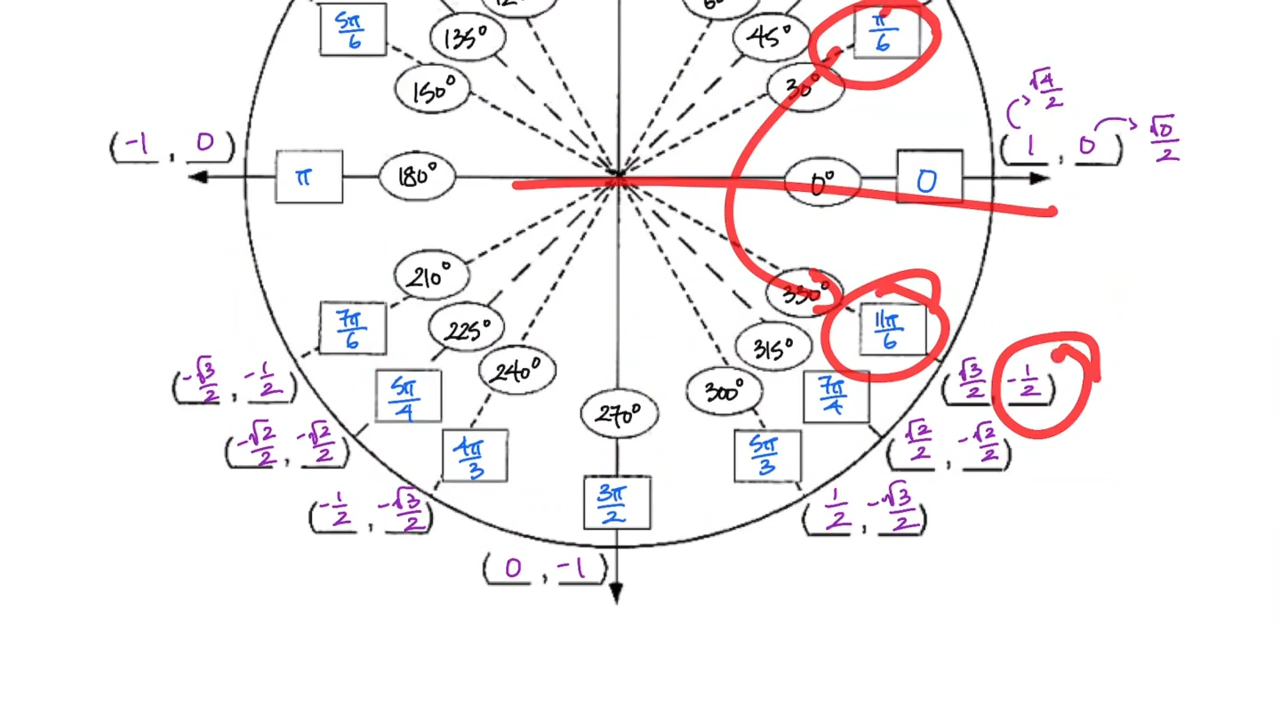 12
60
5π/6
135°
45°
π/6
150°
30°
√4/2
(-1, 0)
π
180°
0°
0
(1, 0)
√0/2
210°
330°
7π/6
225°
315°
11π/6
240°
300°
(-√3/2, -1/2)
5π/4
270°
7π/4
(√3/2, -1/2)
(-√2/2, -√2/2)
4π/3
5π/3
(√2/2, -√2/2)
3π/2
(-1/2, -√3/2)
(1/2, -√3/2)
(0, -1)